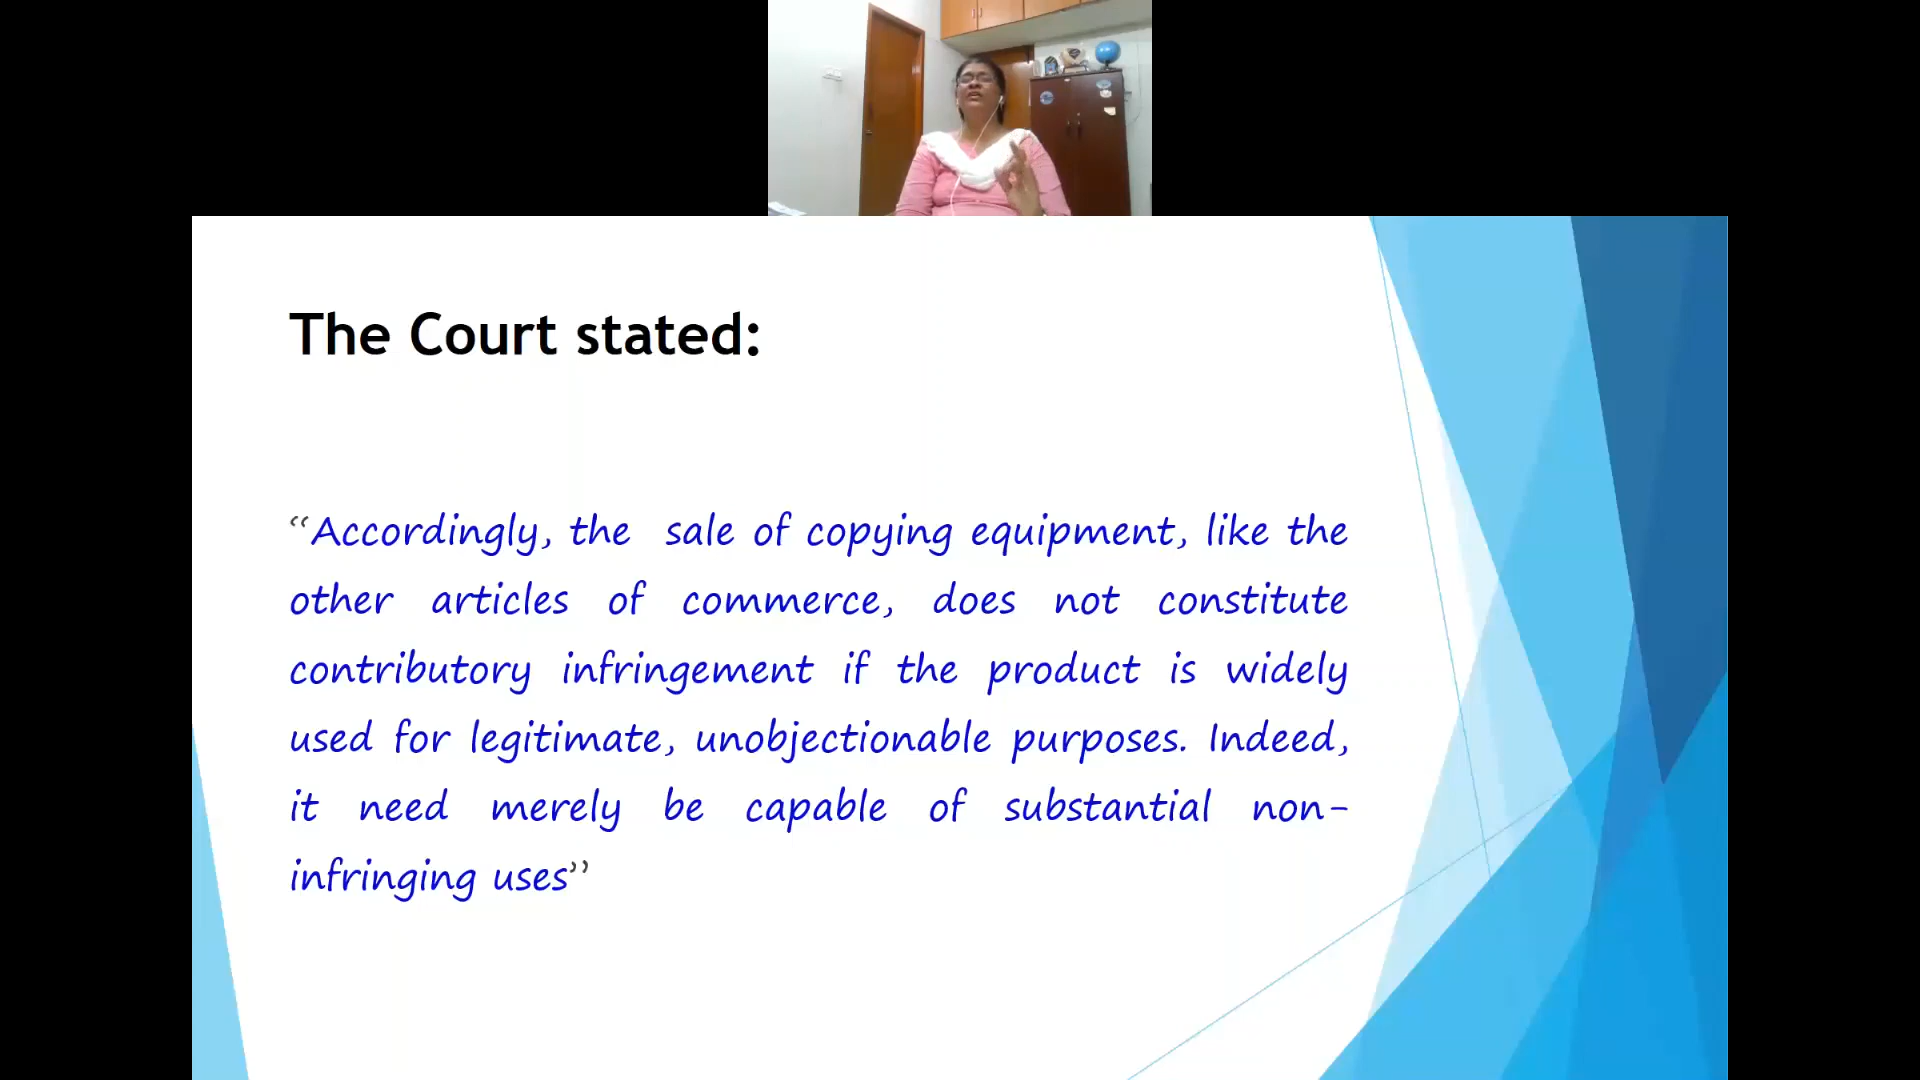 The Court stated:
“Accordingly, the sale of copying equipment, like the
other articles of commerce, does not constitute
contributory infringement if the product is widely
used for legitimate, unobjectionable purposes. Indeed,
it need merely be capable of substantial non-
infringing uses”